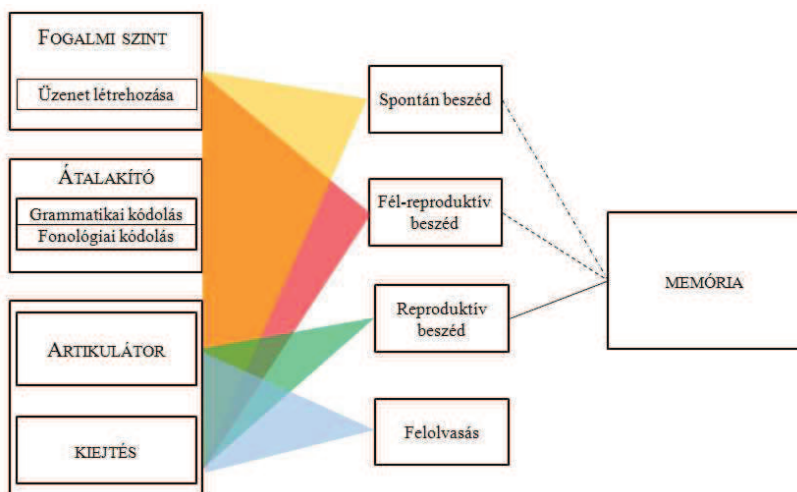 FOGALMI SZINT
Üzenet létrehozása
ÁTALAKÍTÓ
Grammatikai kódolás
Fonológiai kódolás
ARTIKULÁTOR
KIEJTÉS
Spontán beszéd
Fél-reproduktív
beszéd
Reproduktív
beszéd
Felolvasás
MEMÓRIA